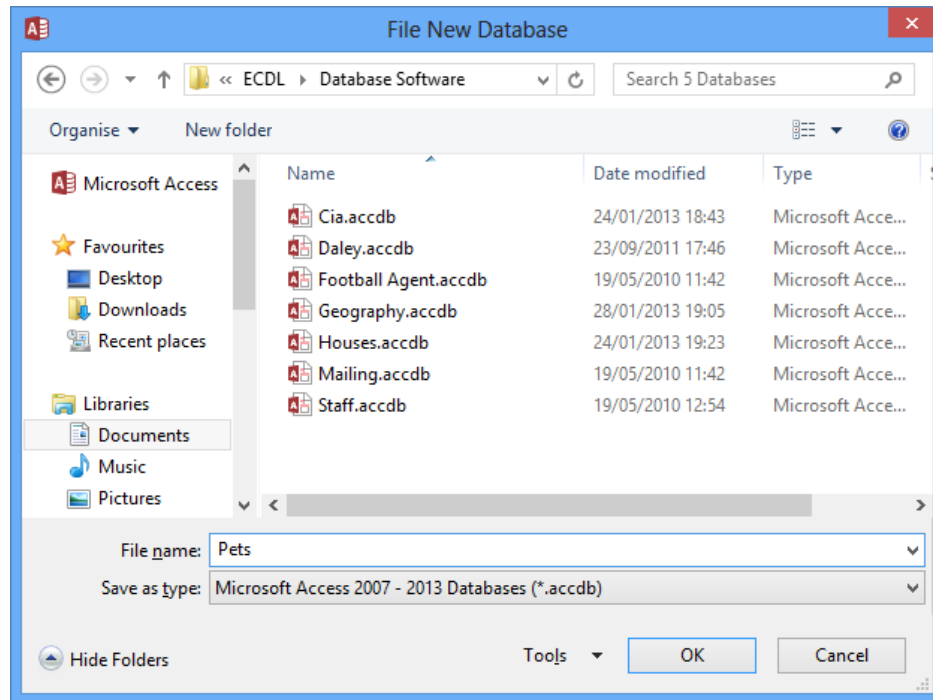 File New Database
« ECDL Database Software
Search 5 Databases
Organise New folder
Microsoft Access
Favourites
Desktop
Downloads
Recent places
Libraries
Documents
Music
Pictures
Name Date modified Type
Cia.accdb 24/01/2013 18:43 Microsoft Acce...
Daley.accdb 23/09/2011 17:46 Microsoft Acce...
Football Agent.accdb 19/05/2010 11:42 Microsoft Acce...
Geography.accdb 28/01/2013 19:05 Microsoft Acce...
Houses.accdb 24/01/2013 19:23 Microsoft Acce...
Mailing.accdb 19/05/2010 11:42 Microsoft Acce...
Staff.accdb 19/05/2010 12:54 Microsoft Acce...
File name: Pets
Save as type: Microsoft Access 2007 - 2013 Databases (*.accdb)
Hide Folders Tools OK Cancel